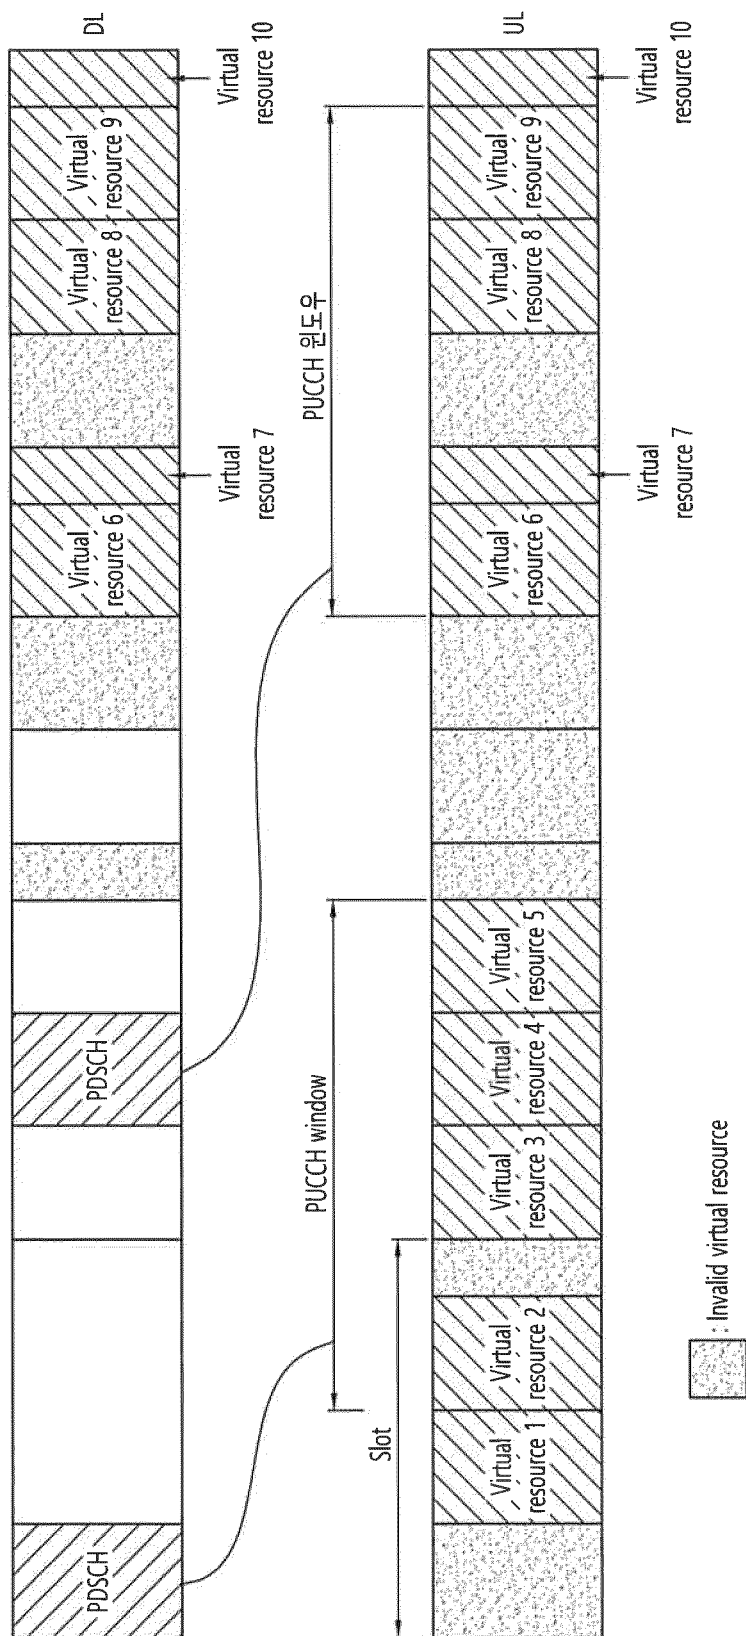 DL
PDSCH
PDSCH
Virtual
resource 6
Virtual
resource 7
Virtual
resource 8
Virtual
resource 9
Virtual
resource 10
Slot
PUCCH window
PUCCH 윈도우
UL
Virtual
resource 1
Virtual
resource 2
Virtual
resource 3
Virtual
resource 4
Virtual
resource 5
Virtual
resource 6
Virtual
resource 7
Virtual
resource 8
Virtual
resource 9
Virtual
resource 10
: Invalid virtual resource